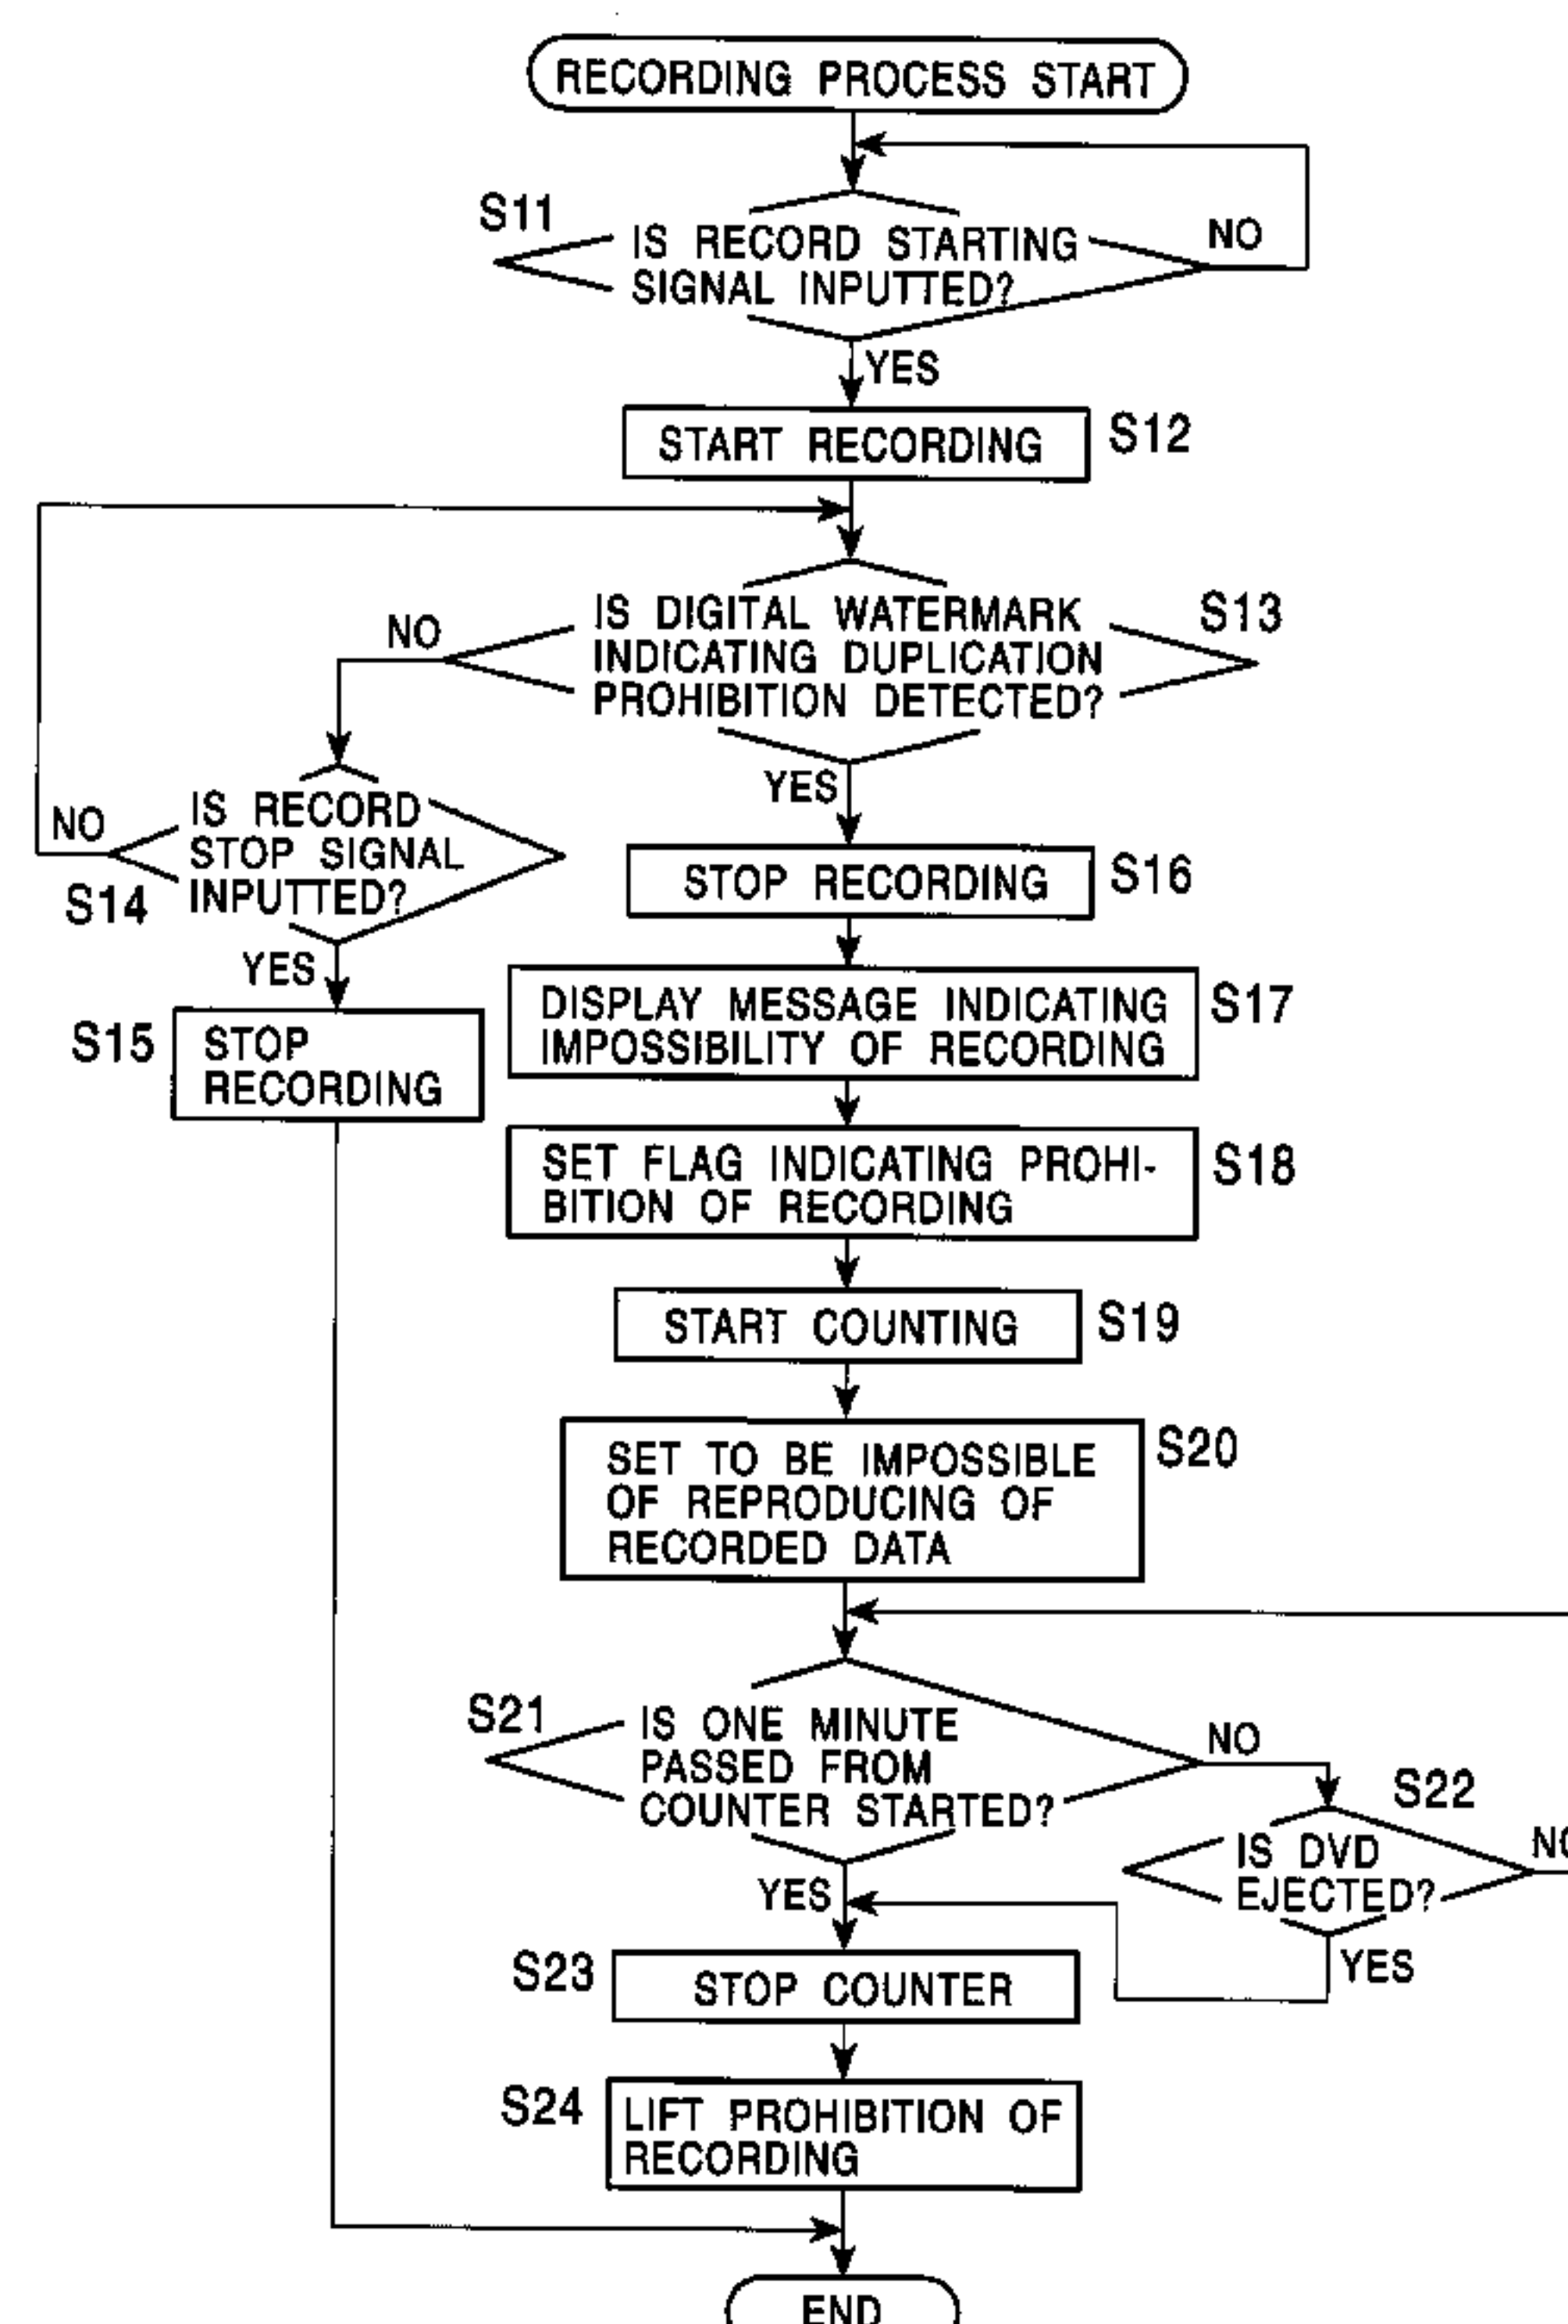 RECORDING PROCESS START
S11
IS RECORD STARTING
SIGNAL INPUTTED?
NO
YES
START RECORDING
S12
IS DIGITAL WATERMARK
INDICATING DUPLICATION
PROHIBITION DETECTED?
S13
NO
YES
IS RECORD
STOP SIGNAL
INPUTTED?
NO
S14
YES
S15
STOP
RECORDING
STOP RECORDING
S16
DISPLAY MESSAGE INDICATING
IMPOSSIBILITY OF RECORDING
S17
SET FLAG INDICATING PROHI-
BITION OF RECORDING
S18
START COUNTING
S19
SET TO BE IMPOSSIBLE
OF REPRODUCING OF
RECORDED DATA
S20
S21
IS ONE MINUTE
PASSED FROM
COUNTER STARTED?
NO
S22
IS DVD
EJECTED?
NO
YES
YES
S23
STOP COUNTER
S24
LIFT PROHIBITION OF
RECORDING
END